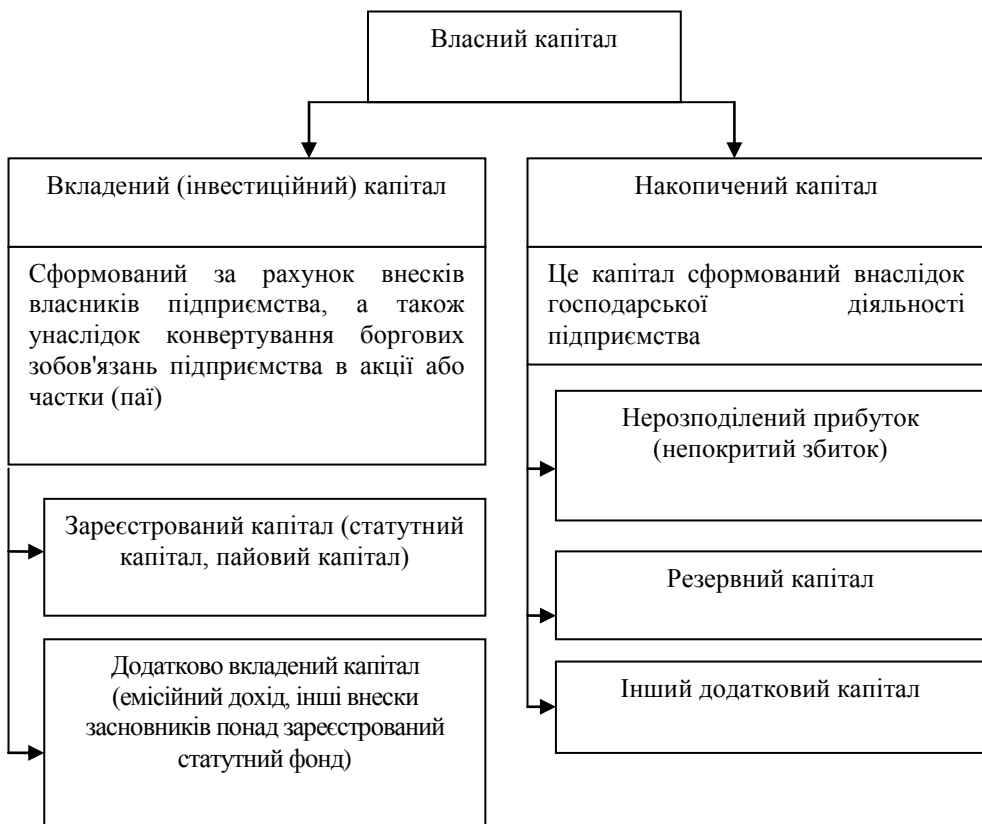 Власний капітал
Вкладений (інвестиційний) капітал
Сформований за рахунок внесків
власників підприємства, а також
унаслідок конвертування боргових
зобов'язань підприємства в акції або
частки (паї)
Зареєстрований капітал (статутний
капітал, пайовий капітал)
Додатково вкладений капітал
(емісійний дохід, інші внески
засновників понад зареєстрований
статутний фонд)
Накопичений капітал
Це капітал сформований внаслідок
господарської діяльності
підприємства
Нерозподілений прибуток
(непокритий збиток)
Резервний капітал
Інший додатковий капітал